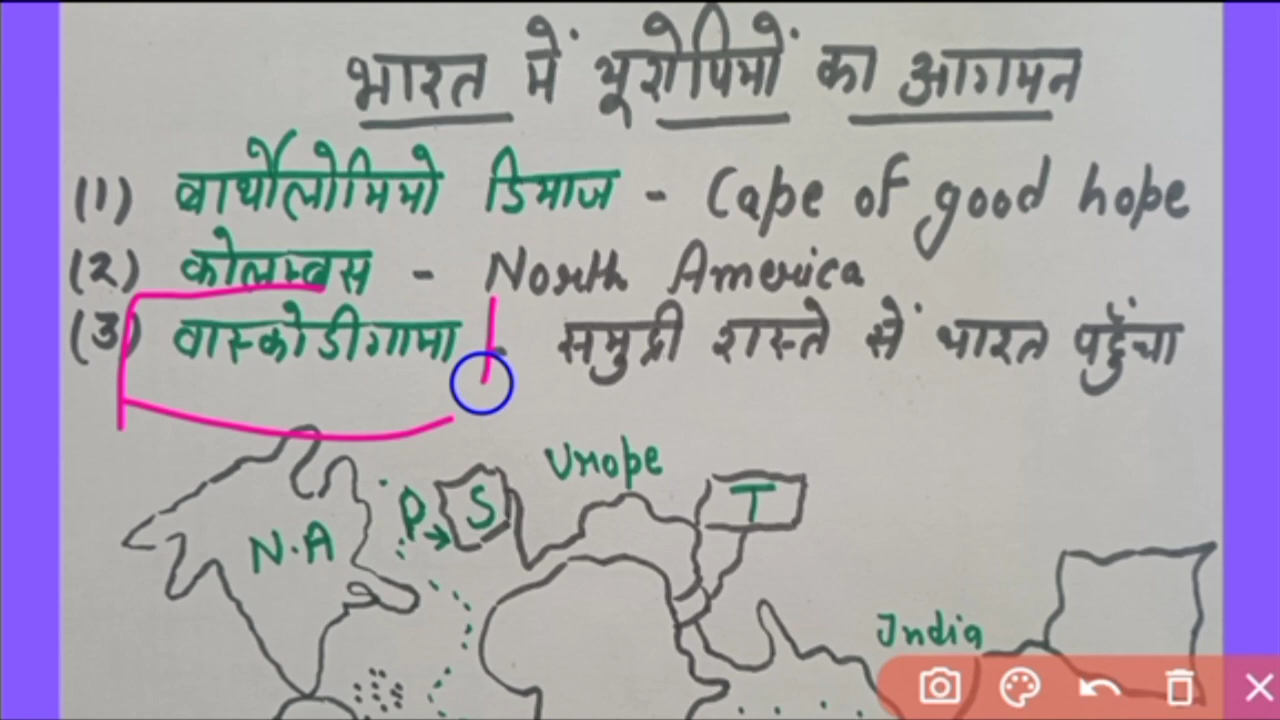 भारत में यूरोपियों का आगमन
(1) बार्थोलोमियो डियाज - Cape of good hope
(2) कोलम्बस - North America
(3) वास्कोडीगामा - समुद्री रास्ते से भारत पहुँचा
Urope
P S T
N.A
India